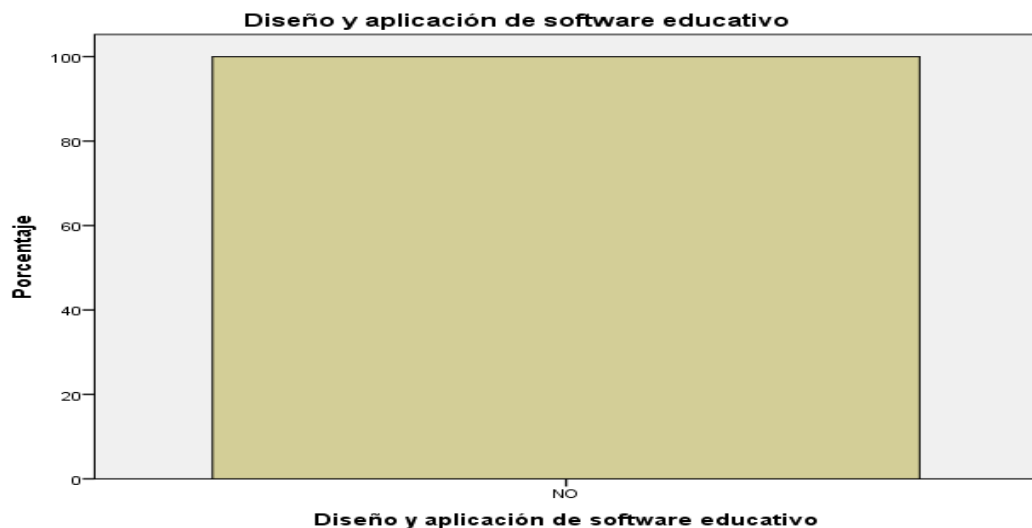 Diseño y aplicación de software educativo
100
80
60
40
20
0
Porcentaje
NO
Diseño y aplicación de software educativo